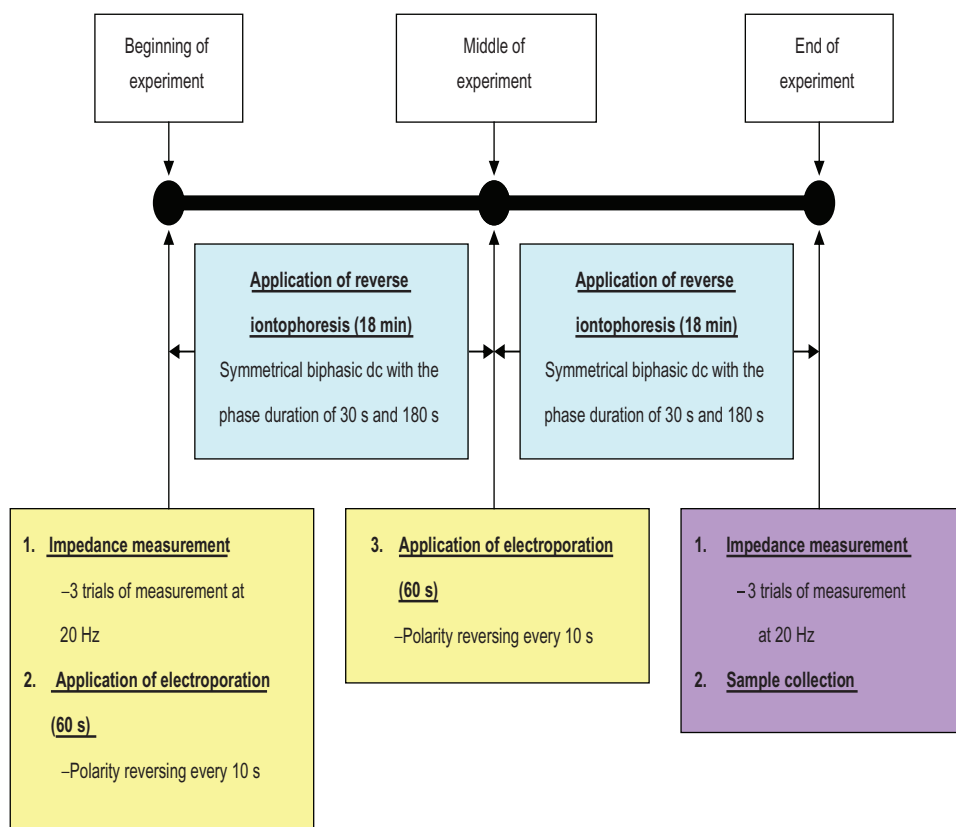 Beginning of
experiment
Middle of
experiment
End of
experiment
Application of reverse
iontophoresis (18 min)
Symmetrical biphasic dc with the
phase duration of 30 s and 180 s
Application of reverse
iontophoresis (18 min)
Symmetrical biphasic dc with the
phase duration of 30 s and 180 s
1. Impedance measurement
–3 trials of measurement at
20 Hz
2. Application of electroporation
(60 s)
–Polarity reversing every 10 s
3. Application of electroporation
(60 s)
–Polarity reversing every 10 s
1. Impedance measurement
– 3 trials of measurement
at 20 Hz
2. Sample collection